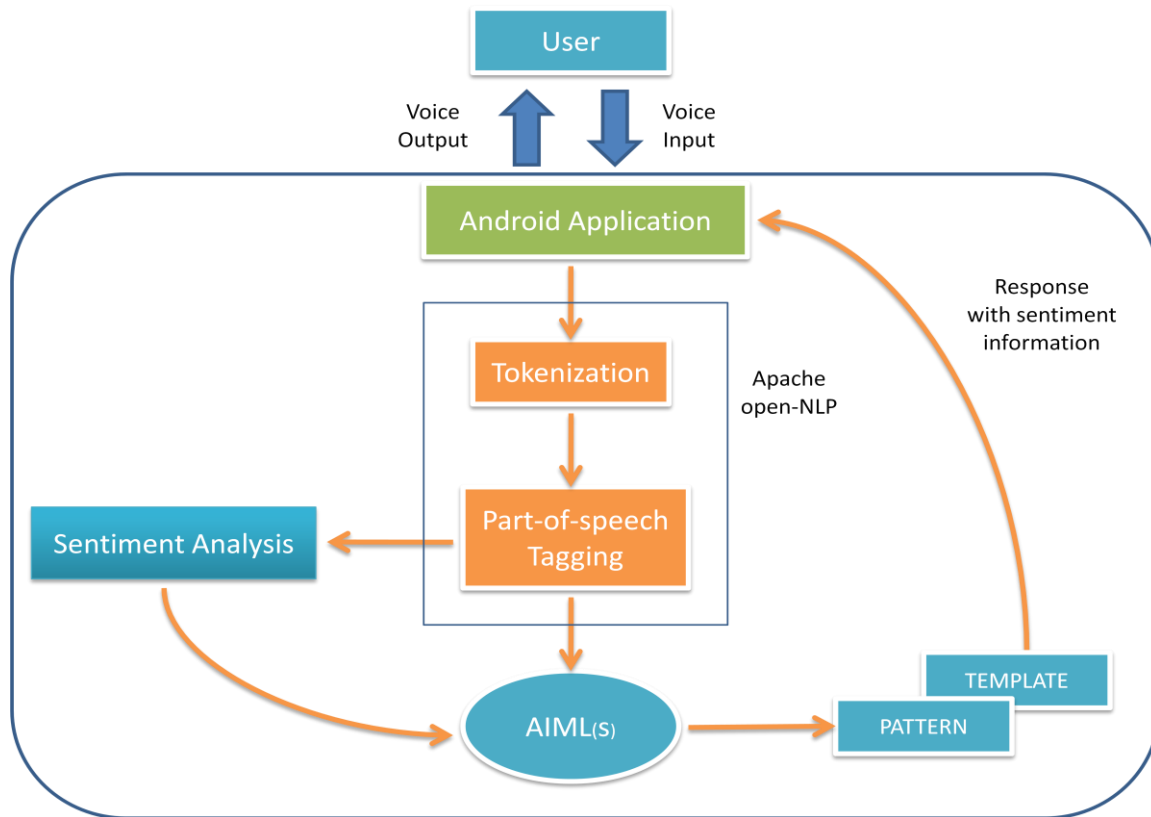 User
Voice
Output
Voice
Input
Android Application
Response
with sentiment
information
Tokenization
Apache
open-NLP
Part-of-speech
Tagging
Sentiment Analysis
TEMPLATE
PATTERN
AIML(s)